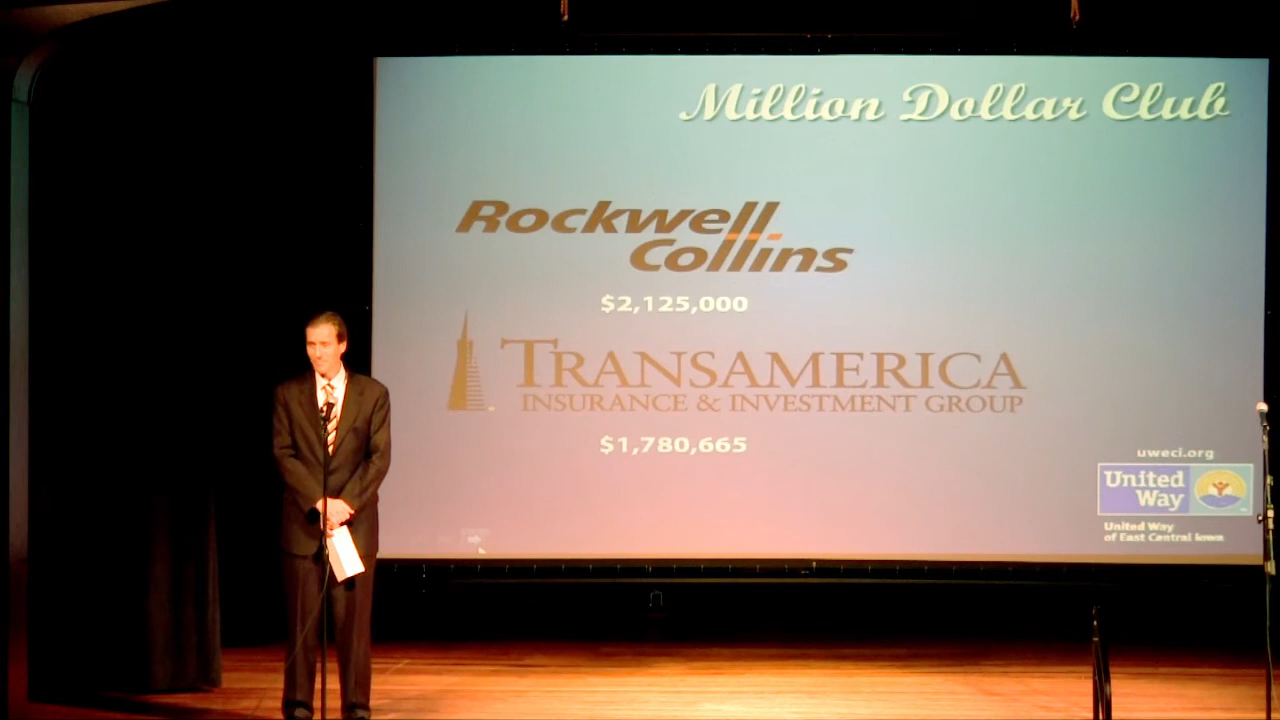 Million Dollar Club
Rockwell
Collins
$2,125,000
TRANSAMERICA
INSURANCE & INVESTMENT GROUP
$1,780,665
uweci.org
United
Way
United Way
of East Central Iowa